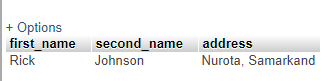 + Options
first_name second_name address
Rick Johnson Nurota, Samarkand